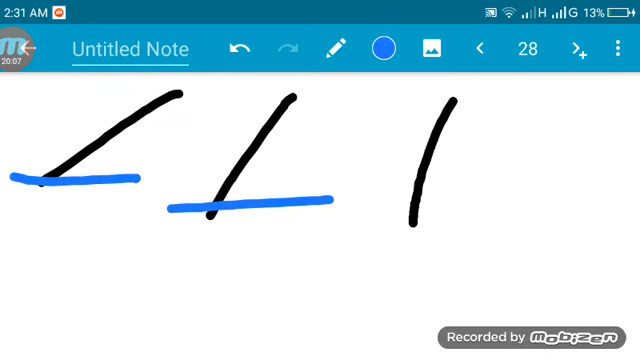 2:31 AM H G 13%
Untitled Note 28
20:07
Recorded by
mobizen